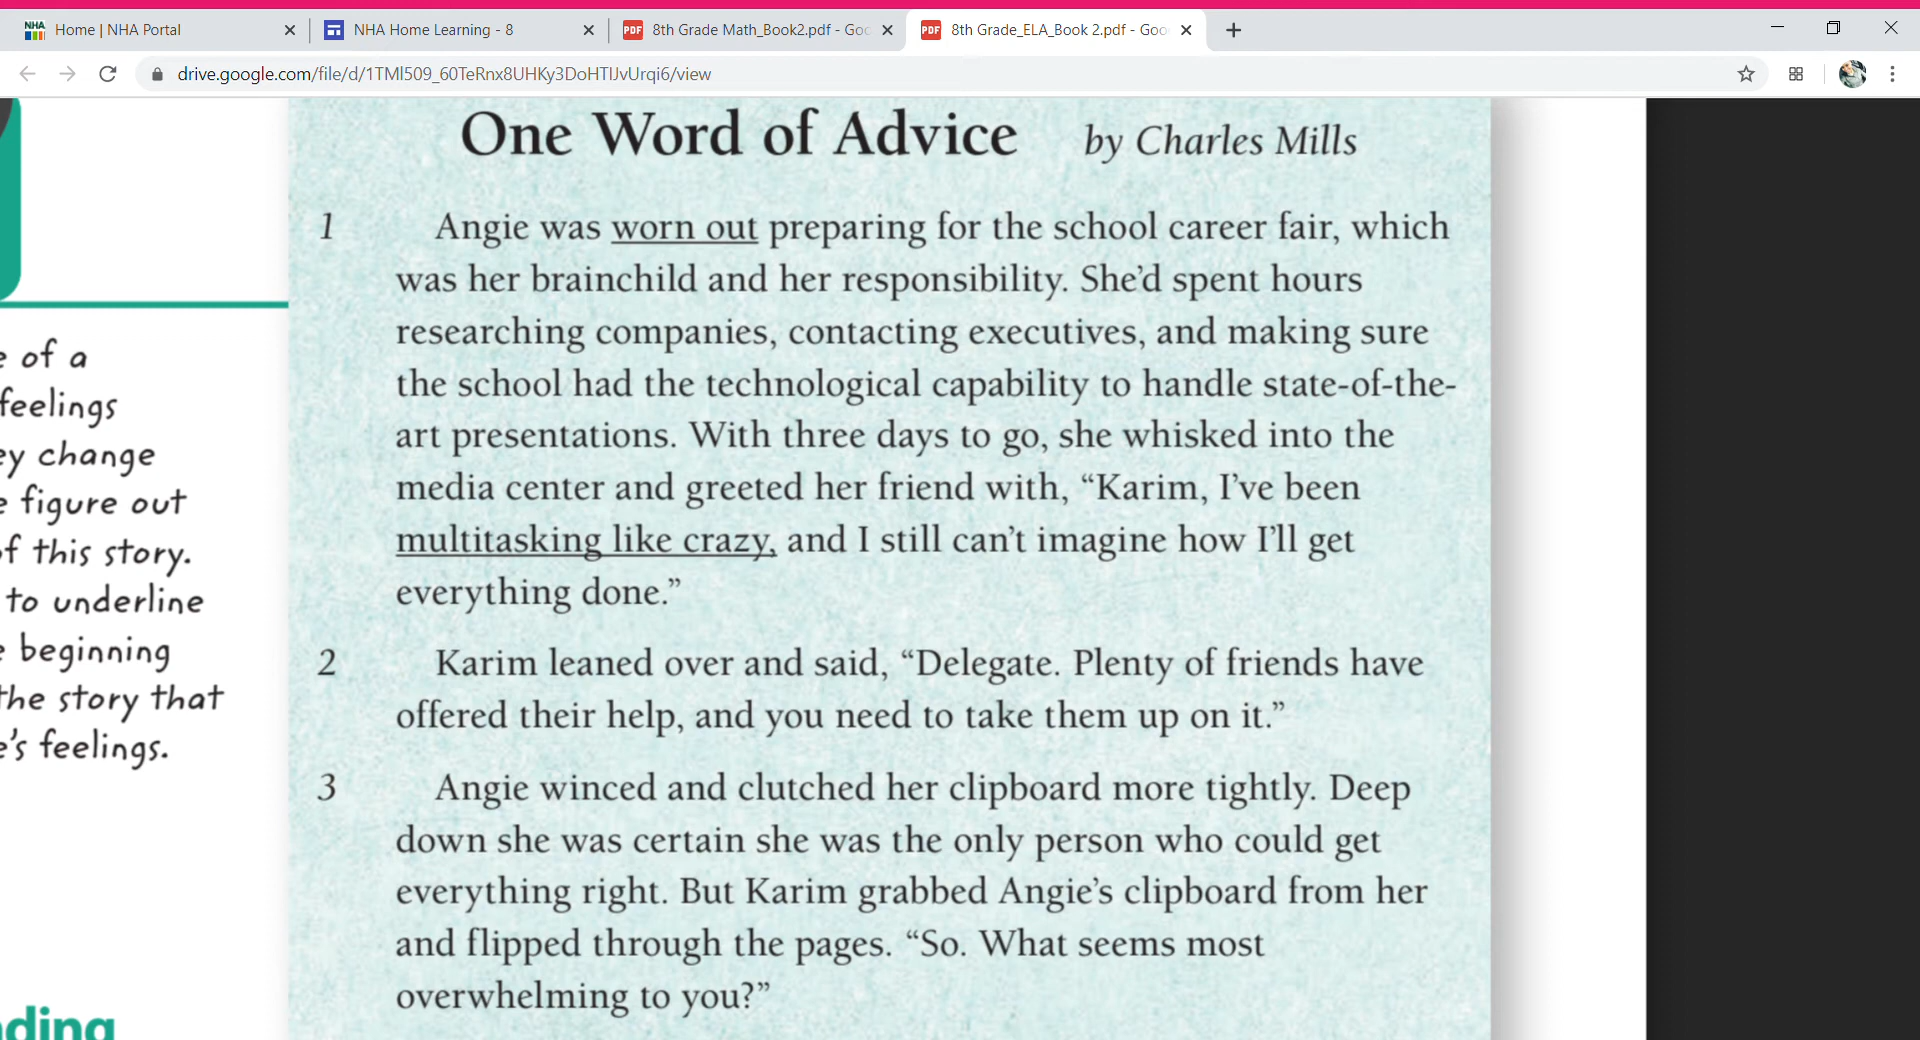 Home | NHA Portal
NHA Home Learning - 8
PDF 8th Grade Math_Book2.pdf - Goo
PDF 8th Grade_ELA_Book 2.pdf - Goo
drive.google.com/file/d/1TMl509_60TeRnx8UHKy3DoHTIJvUrqi6/view
One Word of Advice by Charles Mills
1 Angie was worn out preparing for the school career fair, which
was her brainchild and her responsibility. She’d spent hours
researching companies, contacting executives, and making sure
the school had the technological capability to handle state-of-the-
art presentations. With three days to go, she whisked into the
media center and greeted her friend with, “Karim, I’ve been
multitasking like crazy, and I still can’t imagine how I’ll get
everything done.”
2 Karim leaned over and said, “Delegate. Plenty of friends have
offered their help, and you need to take them up on it.”
3 Angie winced and clutched her clipboard more tightly. Deep
down she was certain she was the only person who could get
everything right. But Karim grabbed Angie’s clipboard from her
and flipped through the pages. “So. What seems most
overwhelming to you?”
of a
feelings
change
figure out
this story.
to underline
beginning
the story that
feelings.